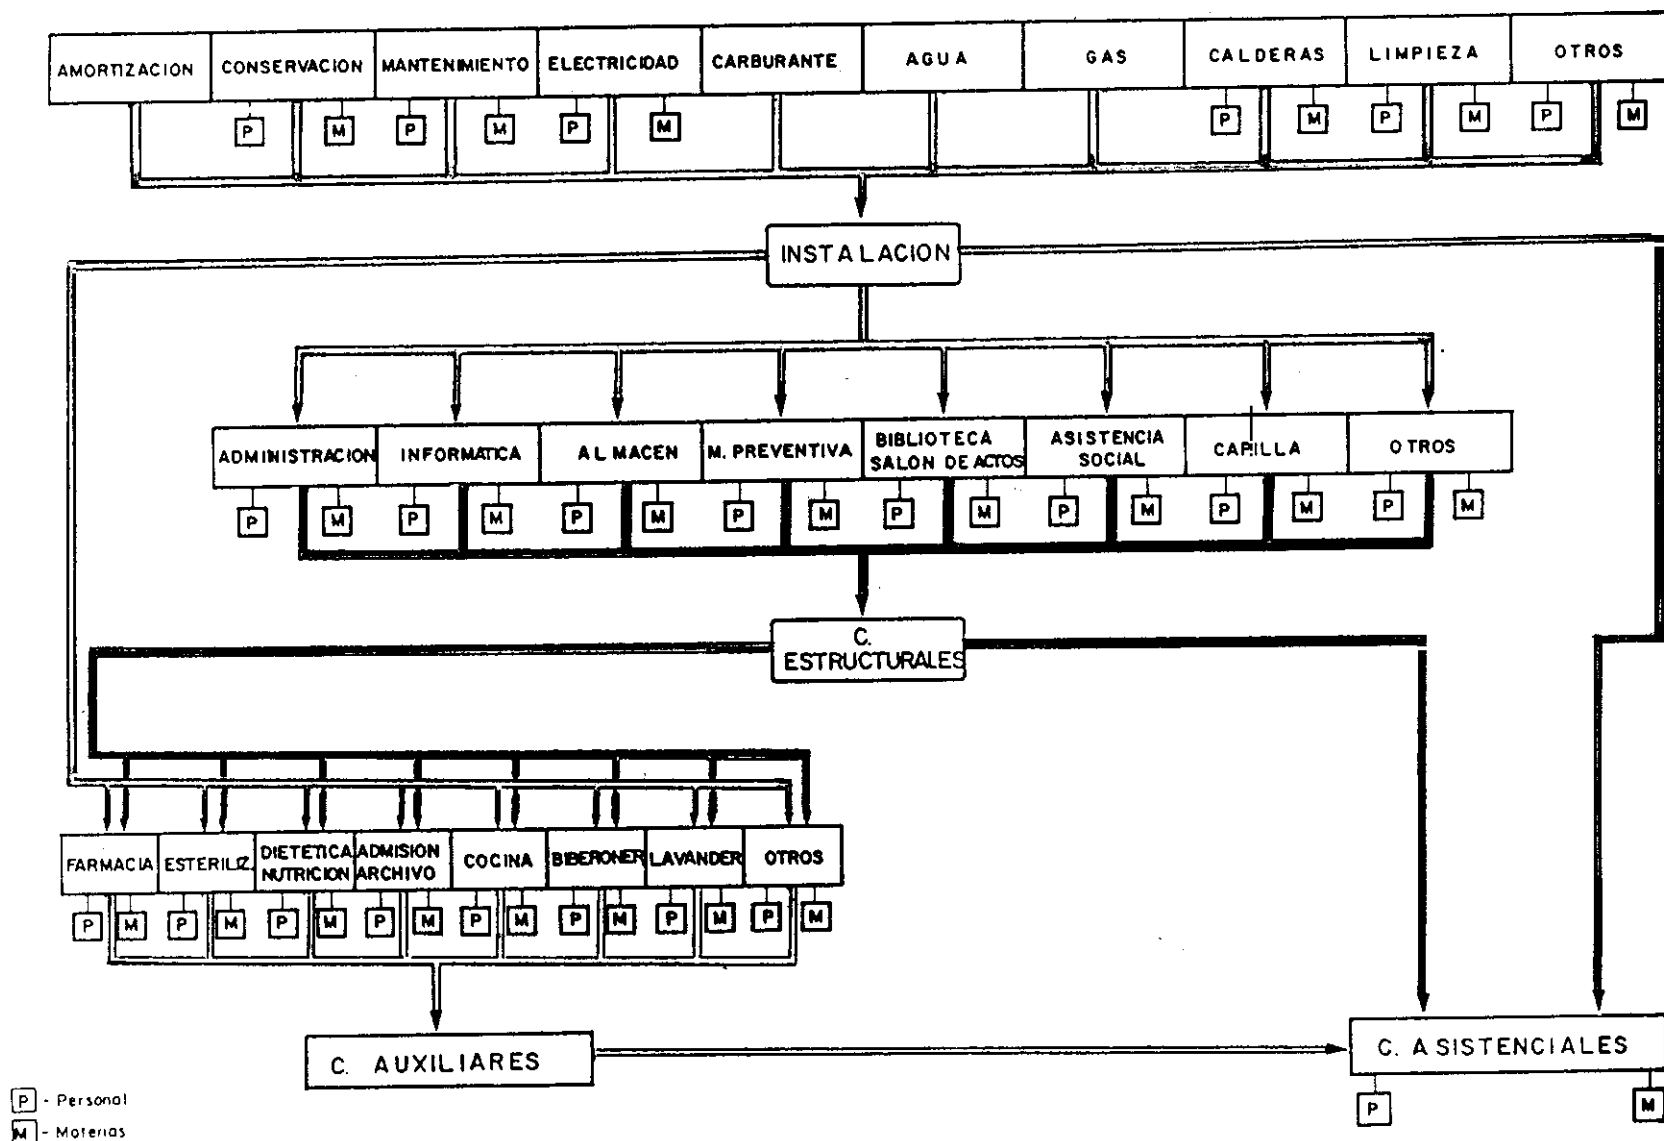 AMORTIZACION CONSERVACION MANTENIMIENTO ELECTRICIDAD CARBURANTE AGUA GAS CALDERAS LIMPIEZA OTROS
P M P M P M P M P M P M
INSTALACION
ADMINISTRACION INFORMATICA ALMACEN M. PREVENTIVA BIBLIOTECA SALON DE ACTOS ASISTENCIA SOCIAL CAPILLA OTROS
P M P M P M P M P M P M P M P M
C.
ESTRUCTURALES
FARMACIA ESTERILIZ. DIETETICA NUTRICION ADMISION ARCHIVO COCINA BIBERONER LAVANDER OTROS
P M P M P M P M P M P M P M P M
C. AUXILIARES
C. ASISTENCIALES
P M
P - Personal
M - Materias